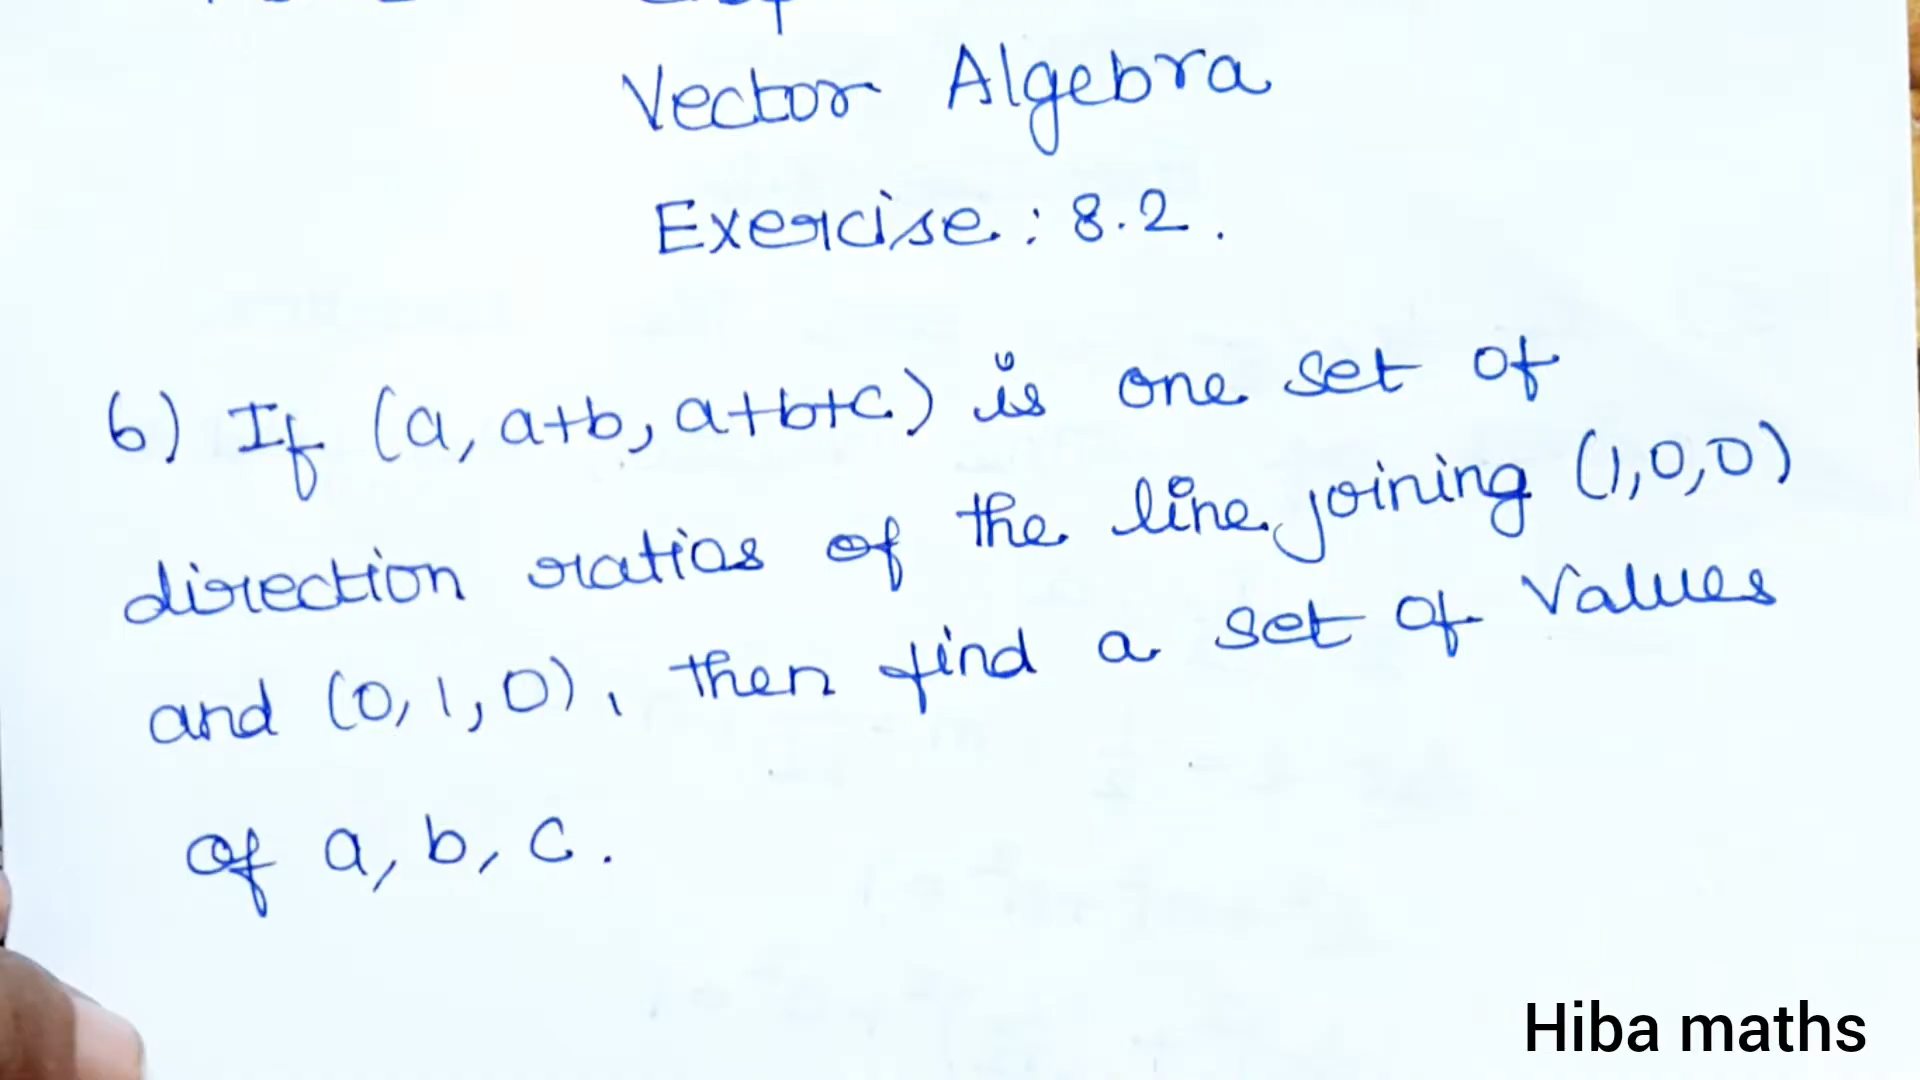 Vector Algebra
Exercise: 8.2.
6) If (a, a+b, a+b+c) is one set of
direction ratios of the line joining (1,0,0)
and (0,1,0), then find a set of values
of a, b, c.
Hiba maths